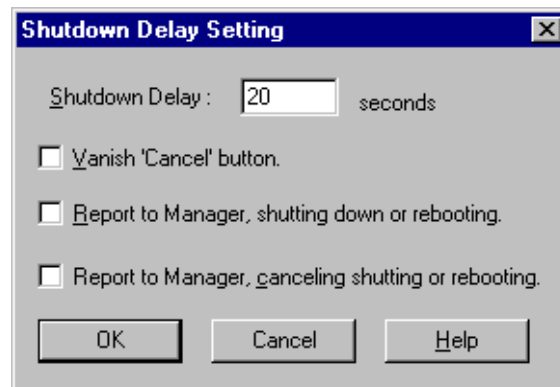 Shutdown Delay Setting
Shutdown Delay : 20 seconds
Vanish 'Cancel' button.
Report to Manager, shutting down or rebooting.
Report to Manager, canceling shutting or rebooting.
OK Cancel Help